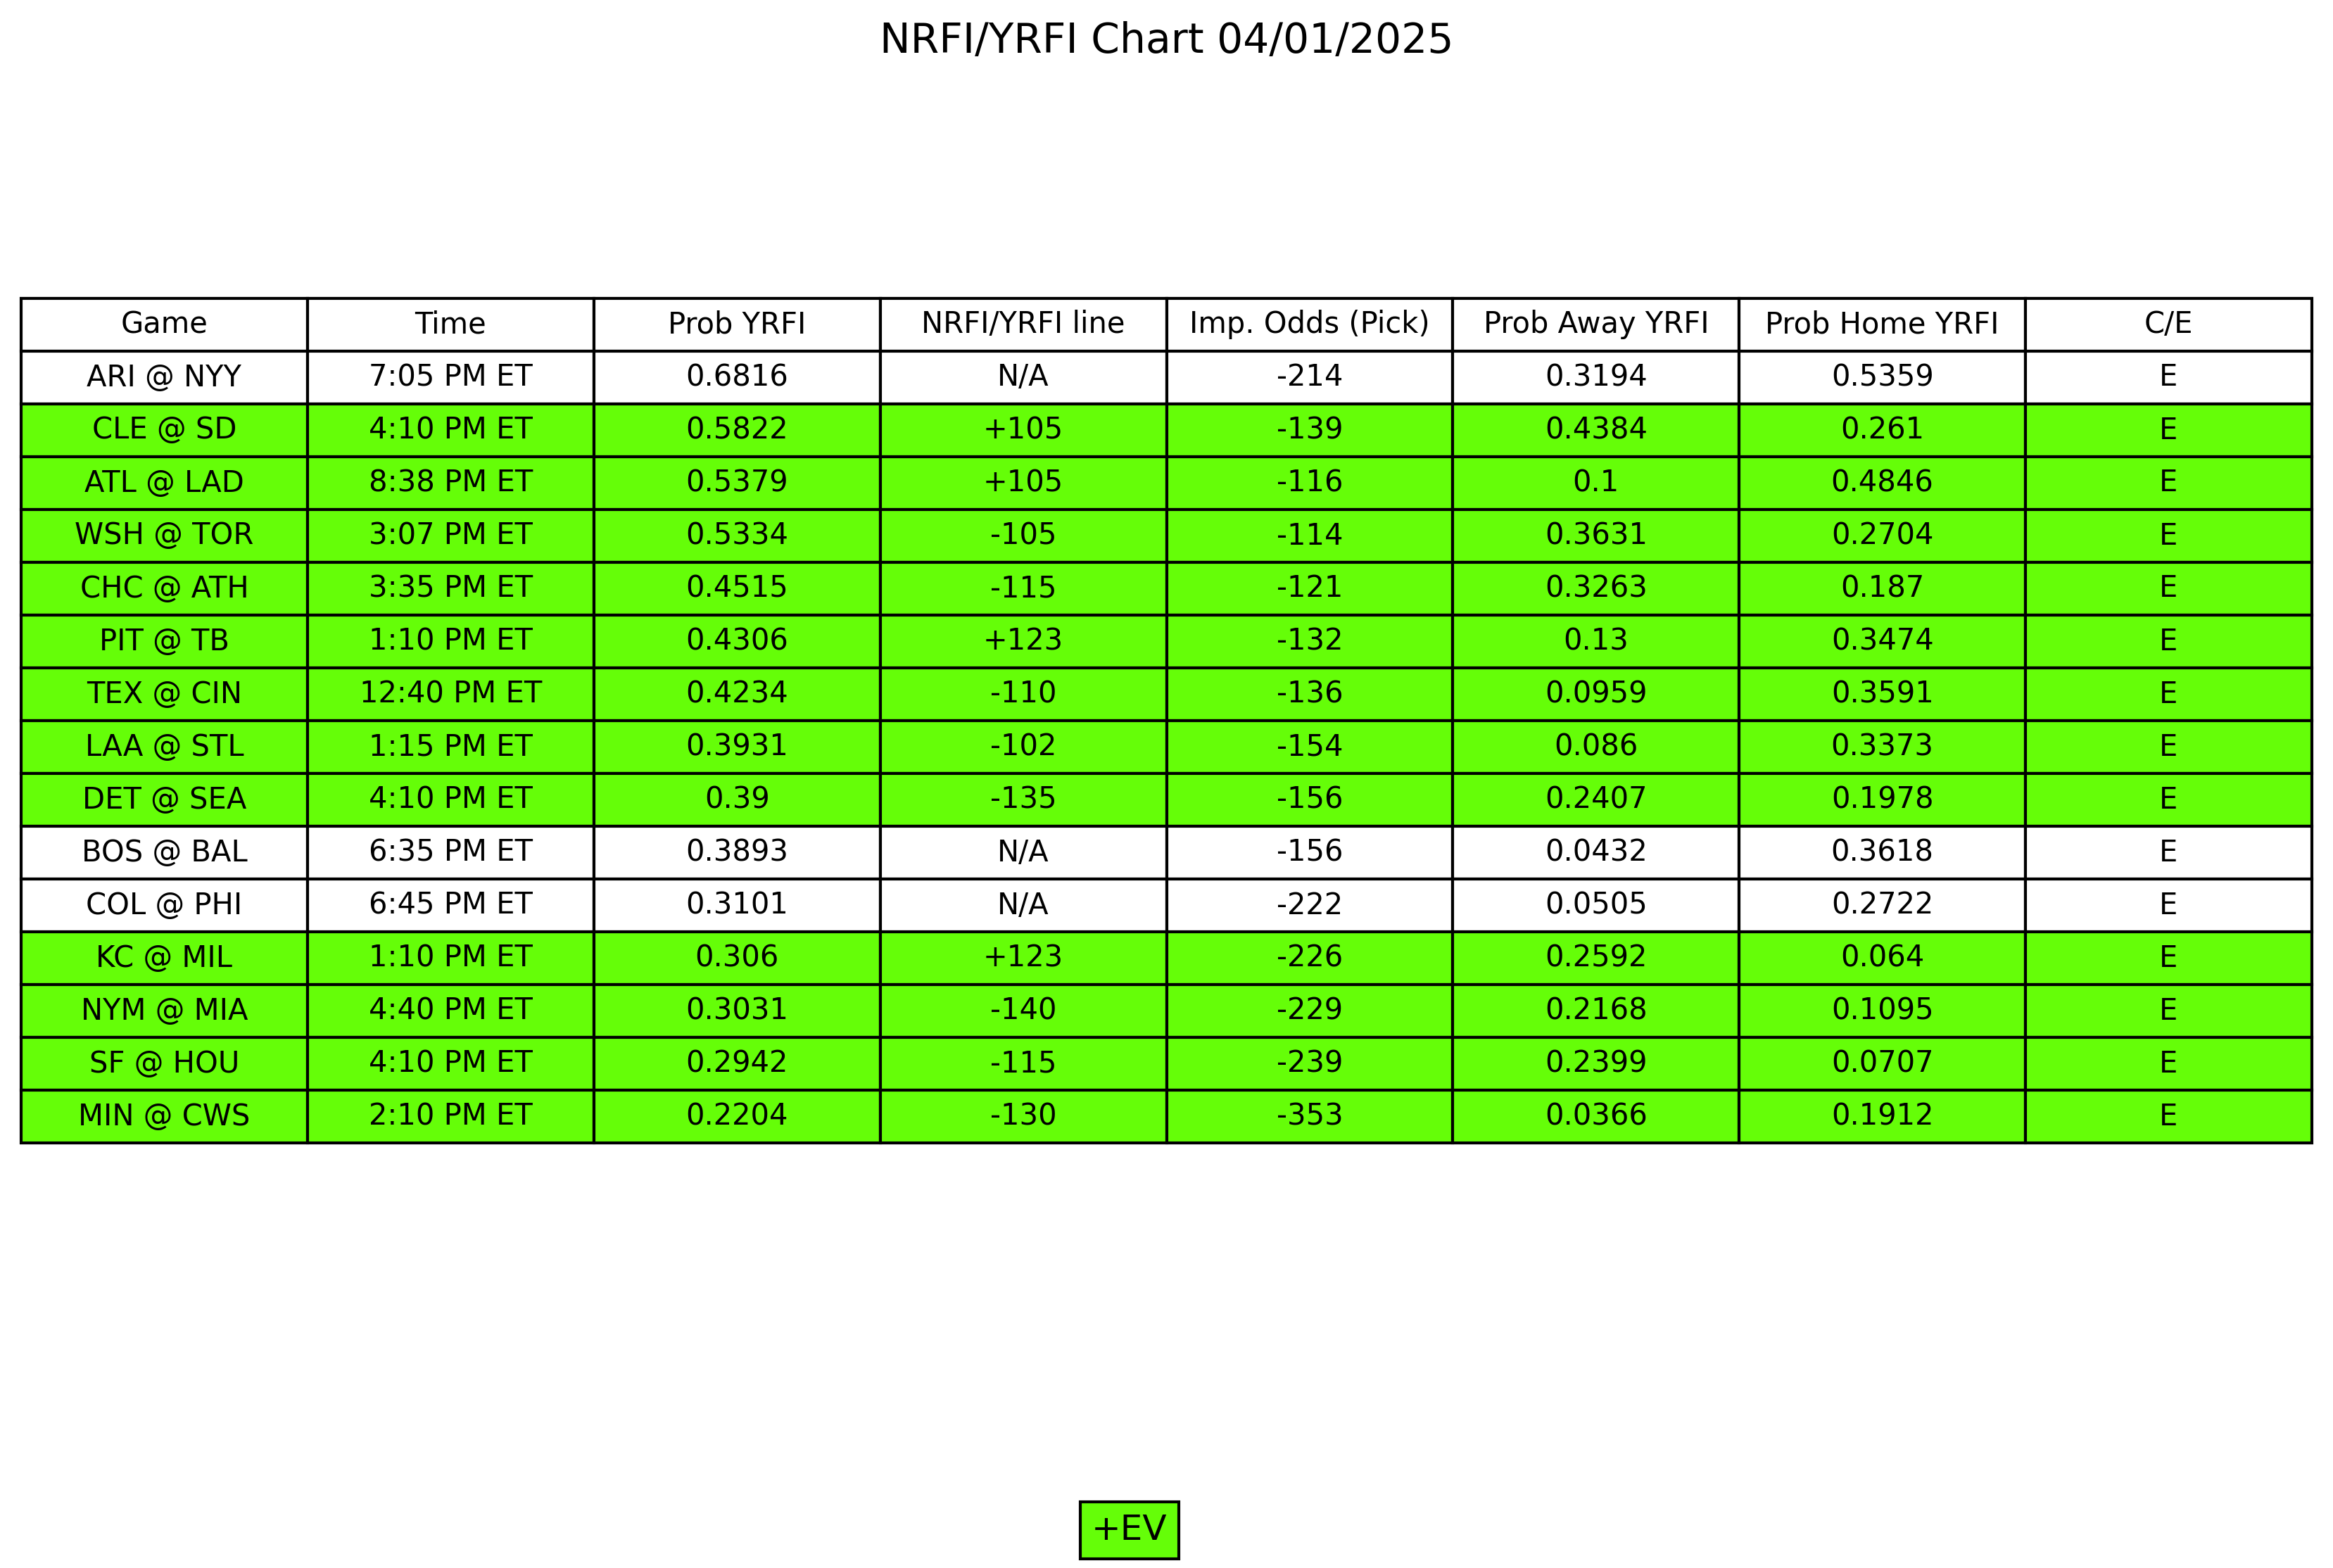 NRFI/YRFI Chart 04/01/2025
Game Time Prob YRFI NRFI/YRFI line Imp. Odds (Pick) Prob Away YRFI Prob Home YRFI C/E
ARI @ NYY 7:05 PM ET 0.6816 N/A -214 0.3194 0.5359 E
CLE @ SD 4:10 PM ET 0.5822 +105 -139 0.4384 0.261 E
ATL @ LAD 8:38 PM ET 0.5379 +105 -116 0.1 0.4846 E
WSH @ TOR 3:07 PM ET 0.5334 -105 -114 0.3631 0.2704 E
CHC @ ATH 3:35 PM ET 0.4515 -115 -121 0.3263 0.187 E
PIT @ TB 1:10 PM ET 0.4306 +123 -132 0.13 0.3474 E
TEX @ CIN 12:40 PM ET 0.4234 -110 -136 0.0959 0.3591 E
LAA @ STL 1:15 PM ET 0.3931 -102 -154 0.086 0.3373 E
DET @ SEA 4:10 PM ET 0.39 -135 -156 0.2407 0.1978 E
BOS @ BAL 6:35 PM ET 0.3893 N/A -156 0.0432 0.3618 E
COL @ PHI 6:45 PM ET 0.3101 N/A -222 0.0505 0.2722 E
KC @ MIL 1:10 PM ET 0.306 +123 -226 0.2592 0.064 E
NYM @ MIA 4:40 PM ET 0.3031 -140 -229 0.2168 0.1095 E
SF @ HOU 4:10 PM ET 0.2942 -115 -239 0.2399 0.0707 E
MIN @ CWS 2:10 PM ET 0.2204 -130 -353 0.0366 0.1912 E
+EV